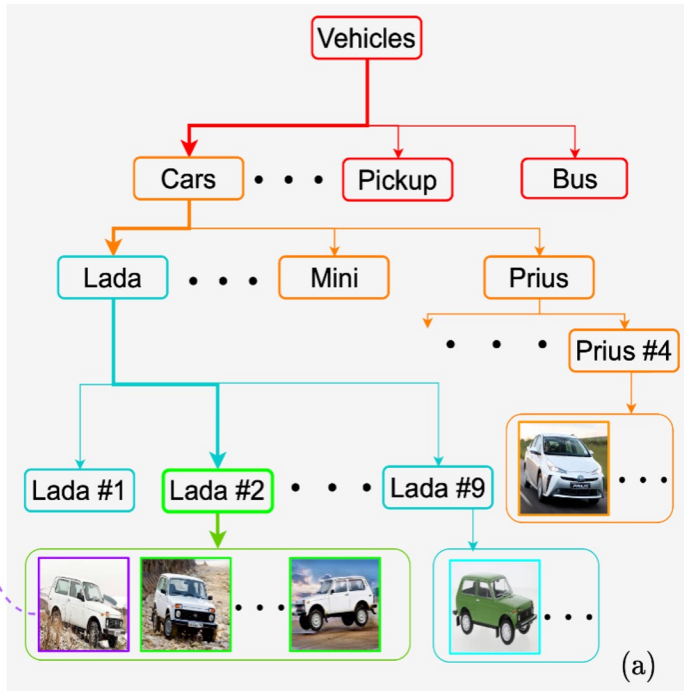 Vehicles
Cars
Pickup
Bus
Lada
Mini
Prius
Prius #4
Lada #1
Lada #2
Lada #9
(a)